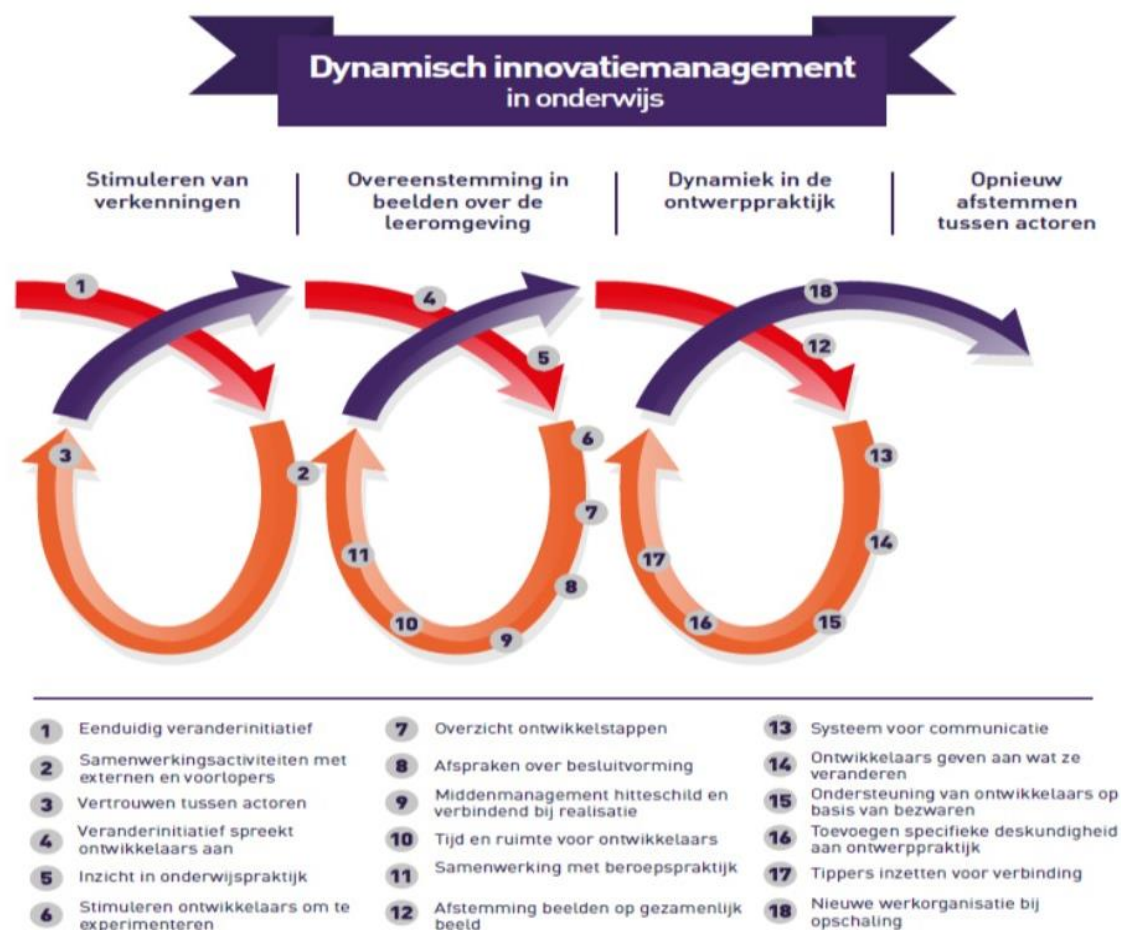 Dynamisch innovatiemanagement
in onderwijs
Stimuleren van
verkenningen
Overeenstemming in
beelden over de
leeromgeving
Dynamiek in de
ontwerppraktijk
Opnieuw
afstemmen
tussen actoren
1
2
3
4
5
6
7
8
9
10
11
12
13
14
15
16
17
18
1 Eenduidig veranderinitiatief
2 Samenwerkingsactiviteiten met
externen en voorlopers
3 Vertrouwen tussen actoren
4 Veranderinitiatief spreekt
ontwikkelaars aan
5 Inzicht in onderwijspraktijk
6 Stimuleren ontwikkelaars om te
experimenteren
7 Overzicht ontwikkelstappen
8 Afspraken over besluitvorming
9 Middenmanagement hitteschild en
verbindend bij realisatie
10 Tijd en ruimte voor ontwikkelaars
11 Samenwerking met beroepspraktijk
12 Afstemming beelden op gezamenlijk
beeld
13 Systeem voor communicatie
14 Ontwikkelaars geven aan wat ze
veranderen
15 Ondersteuning van ontwikkelaars op
basis van bezwaren
16 Toevoegen specifieke deskundigheid
aan ontwerppraktijk
17 Tippers inzetten voor verbinding
18 Nieuwe werkorganisatie bij
opschaling